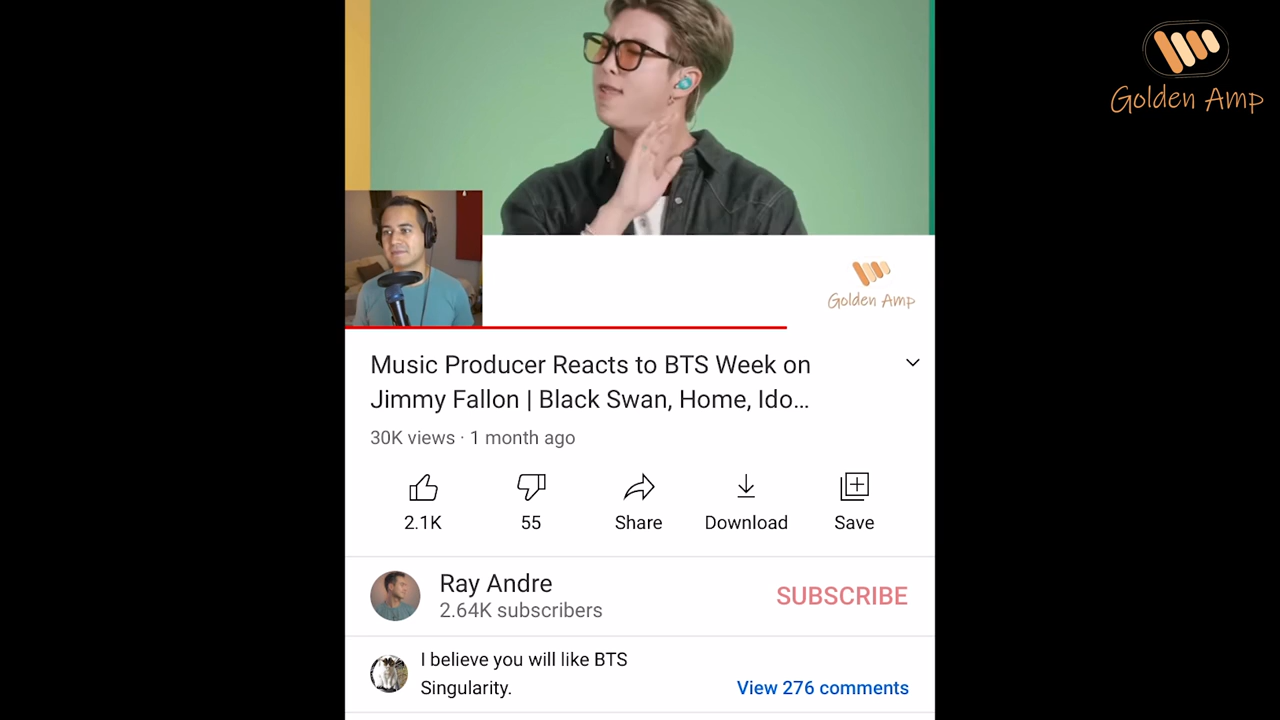 Golden Amp
Golden Amp
Music Producer Reacts to BTS Week on
Jimmy Fallon | Black Swan, Home, Ido...
30K views · 1 month ago
2.1K
55
Share
Download
Save
Ray Andre
2.64K subscribers
SUBSCRIBE
I believe you will like BTS
Singularity.
View 276 comments